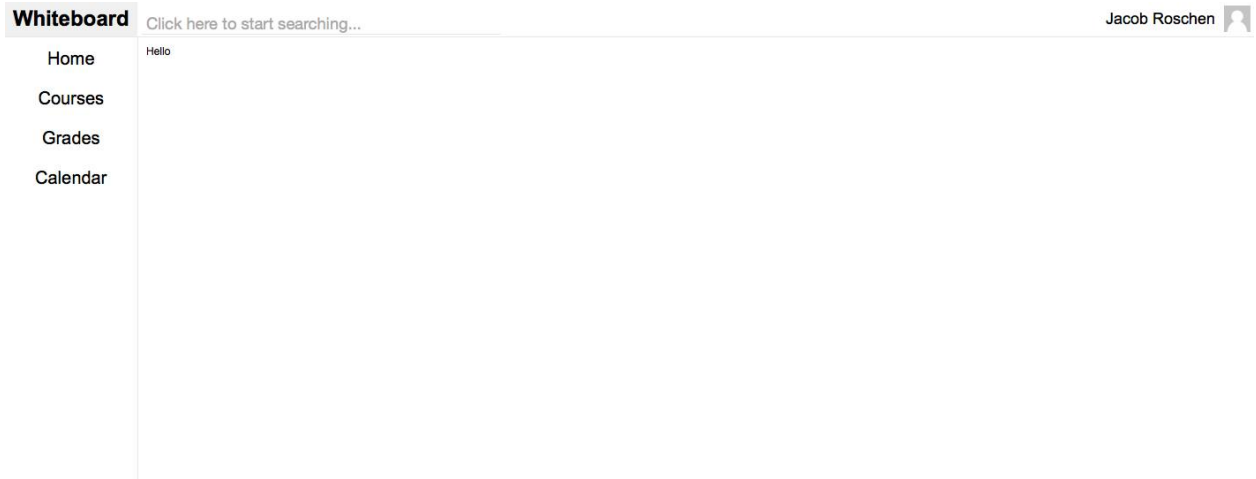 Whiteboard
Click here to start searching...
Jacob Roschen
Home
Courses
Grades
Calendar
Hello